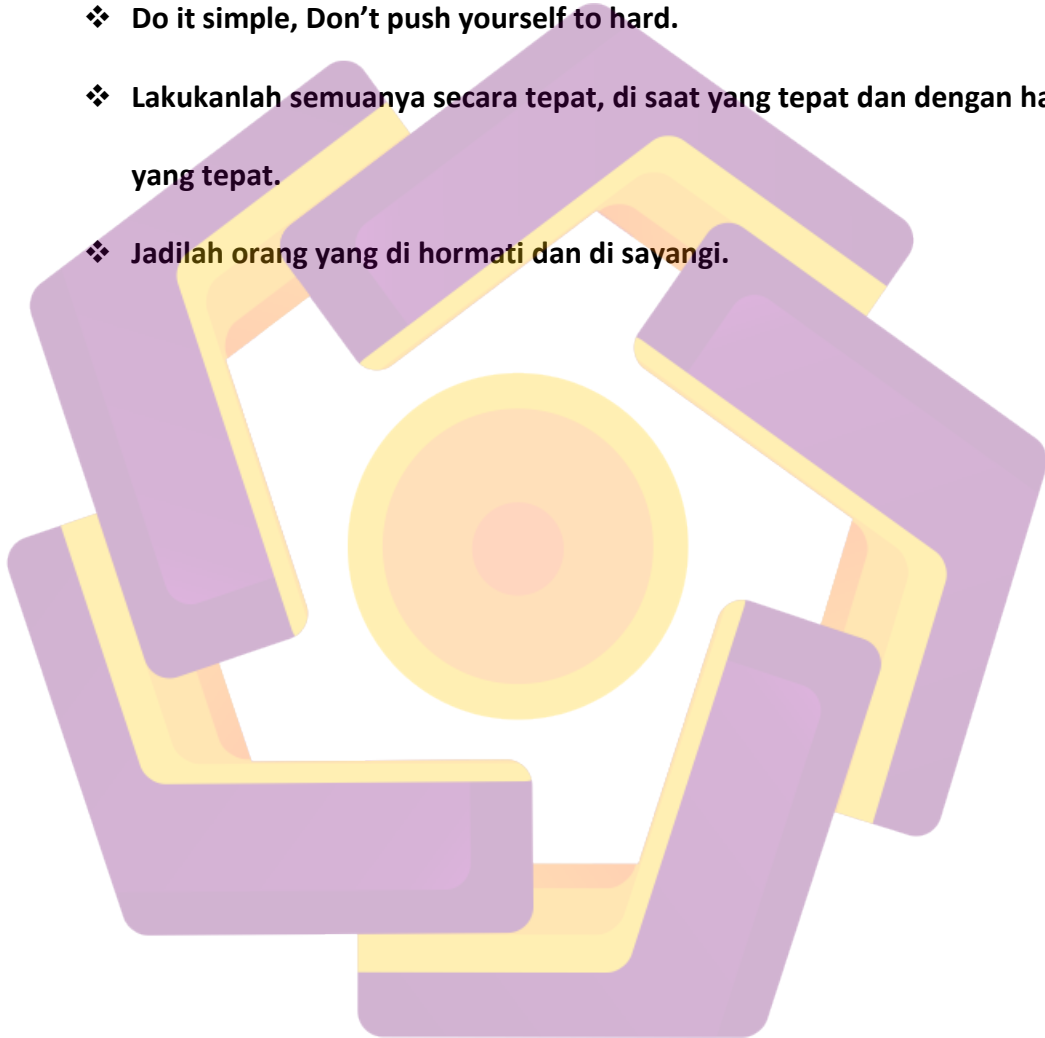 ❖ Do it simple, Don’t push yourself to hard.
❖ Lakukanlah semuanya secara tepat, di saat yang tepat dan dengan
yang tepat.
❖ Jadilah orang yang di hormati dan di sayangi.